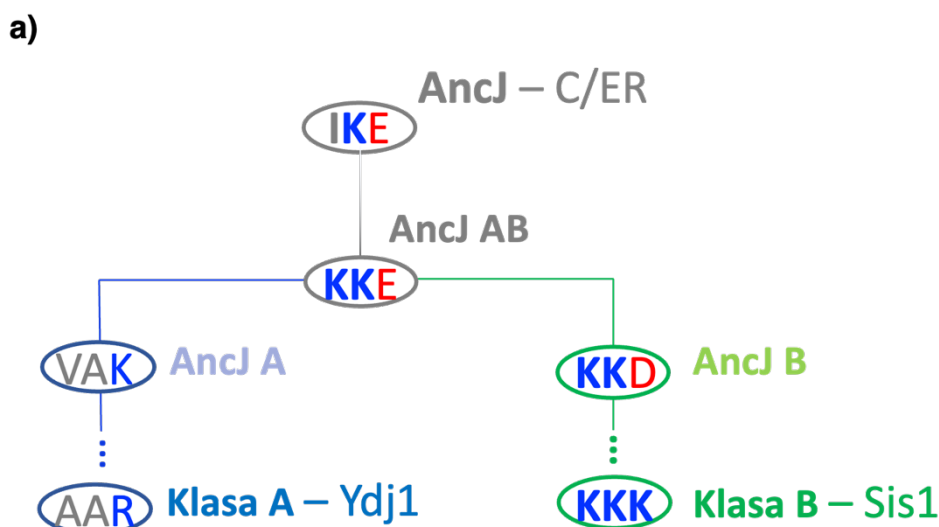 a)
AncJ – C/ER
IKE
AncJ AB
KKE
VAK AncJ A
KKD AncJ B
AAR Klasa A – Ydj1
KKK Klasa B – Sis1